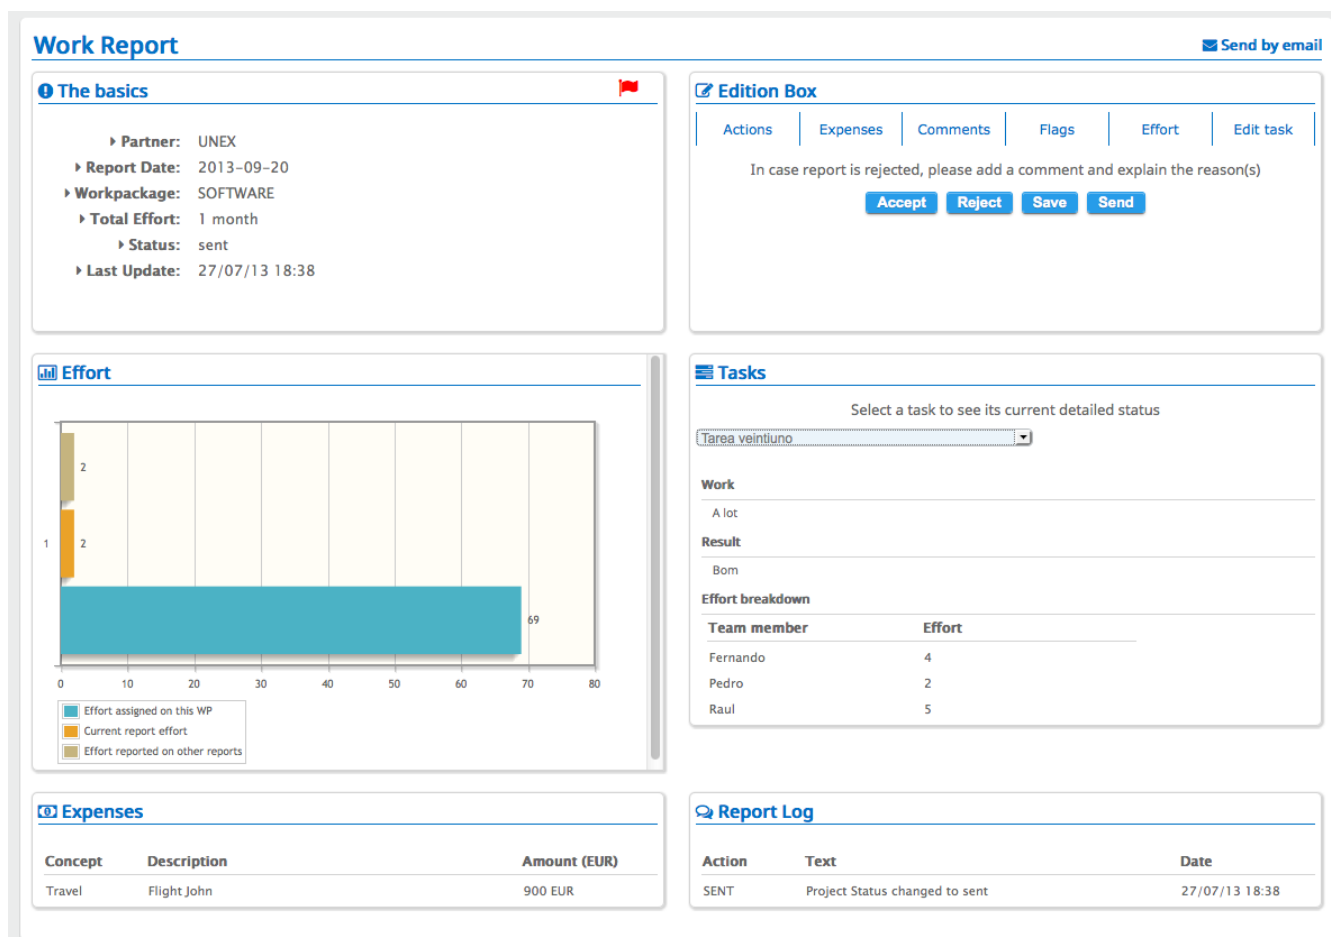 Work Report
Send by email
The basics
Partner: UNEX
Report Date: 2013-09-20
Workpackage: SOFTWARE
Total Effort: 1 month
Status: sent
Last Update: 27/07/13 18:38
Edition Box
Actions Expenses Comments Flags Effort Edit task
In case report is rejected, please add a comment and explain the reason(s)
Accept Reject Save Send
Effort
2
1 2
69
0 10 20 30 40 50 60 70 80
Effort assigned on this WP
Current report effort
Effort reported on other reports
Tasks
Select a task to see its current detailed status
Tarea veintiuno
Work
A lot
Result
Bom
Effort breakdown
Team member Effort
Fernando 4
Pedro 2
Raul 5
Expenses
Concept Description Amount (EUR)
Travel Flight John 900 EUR
Report Log
Action Text Date
SENT Project Status changed to sent 27/07/13 18:38